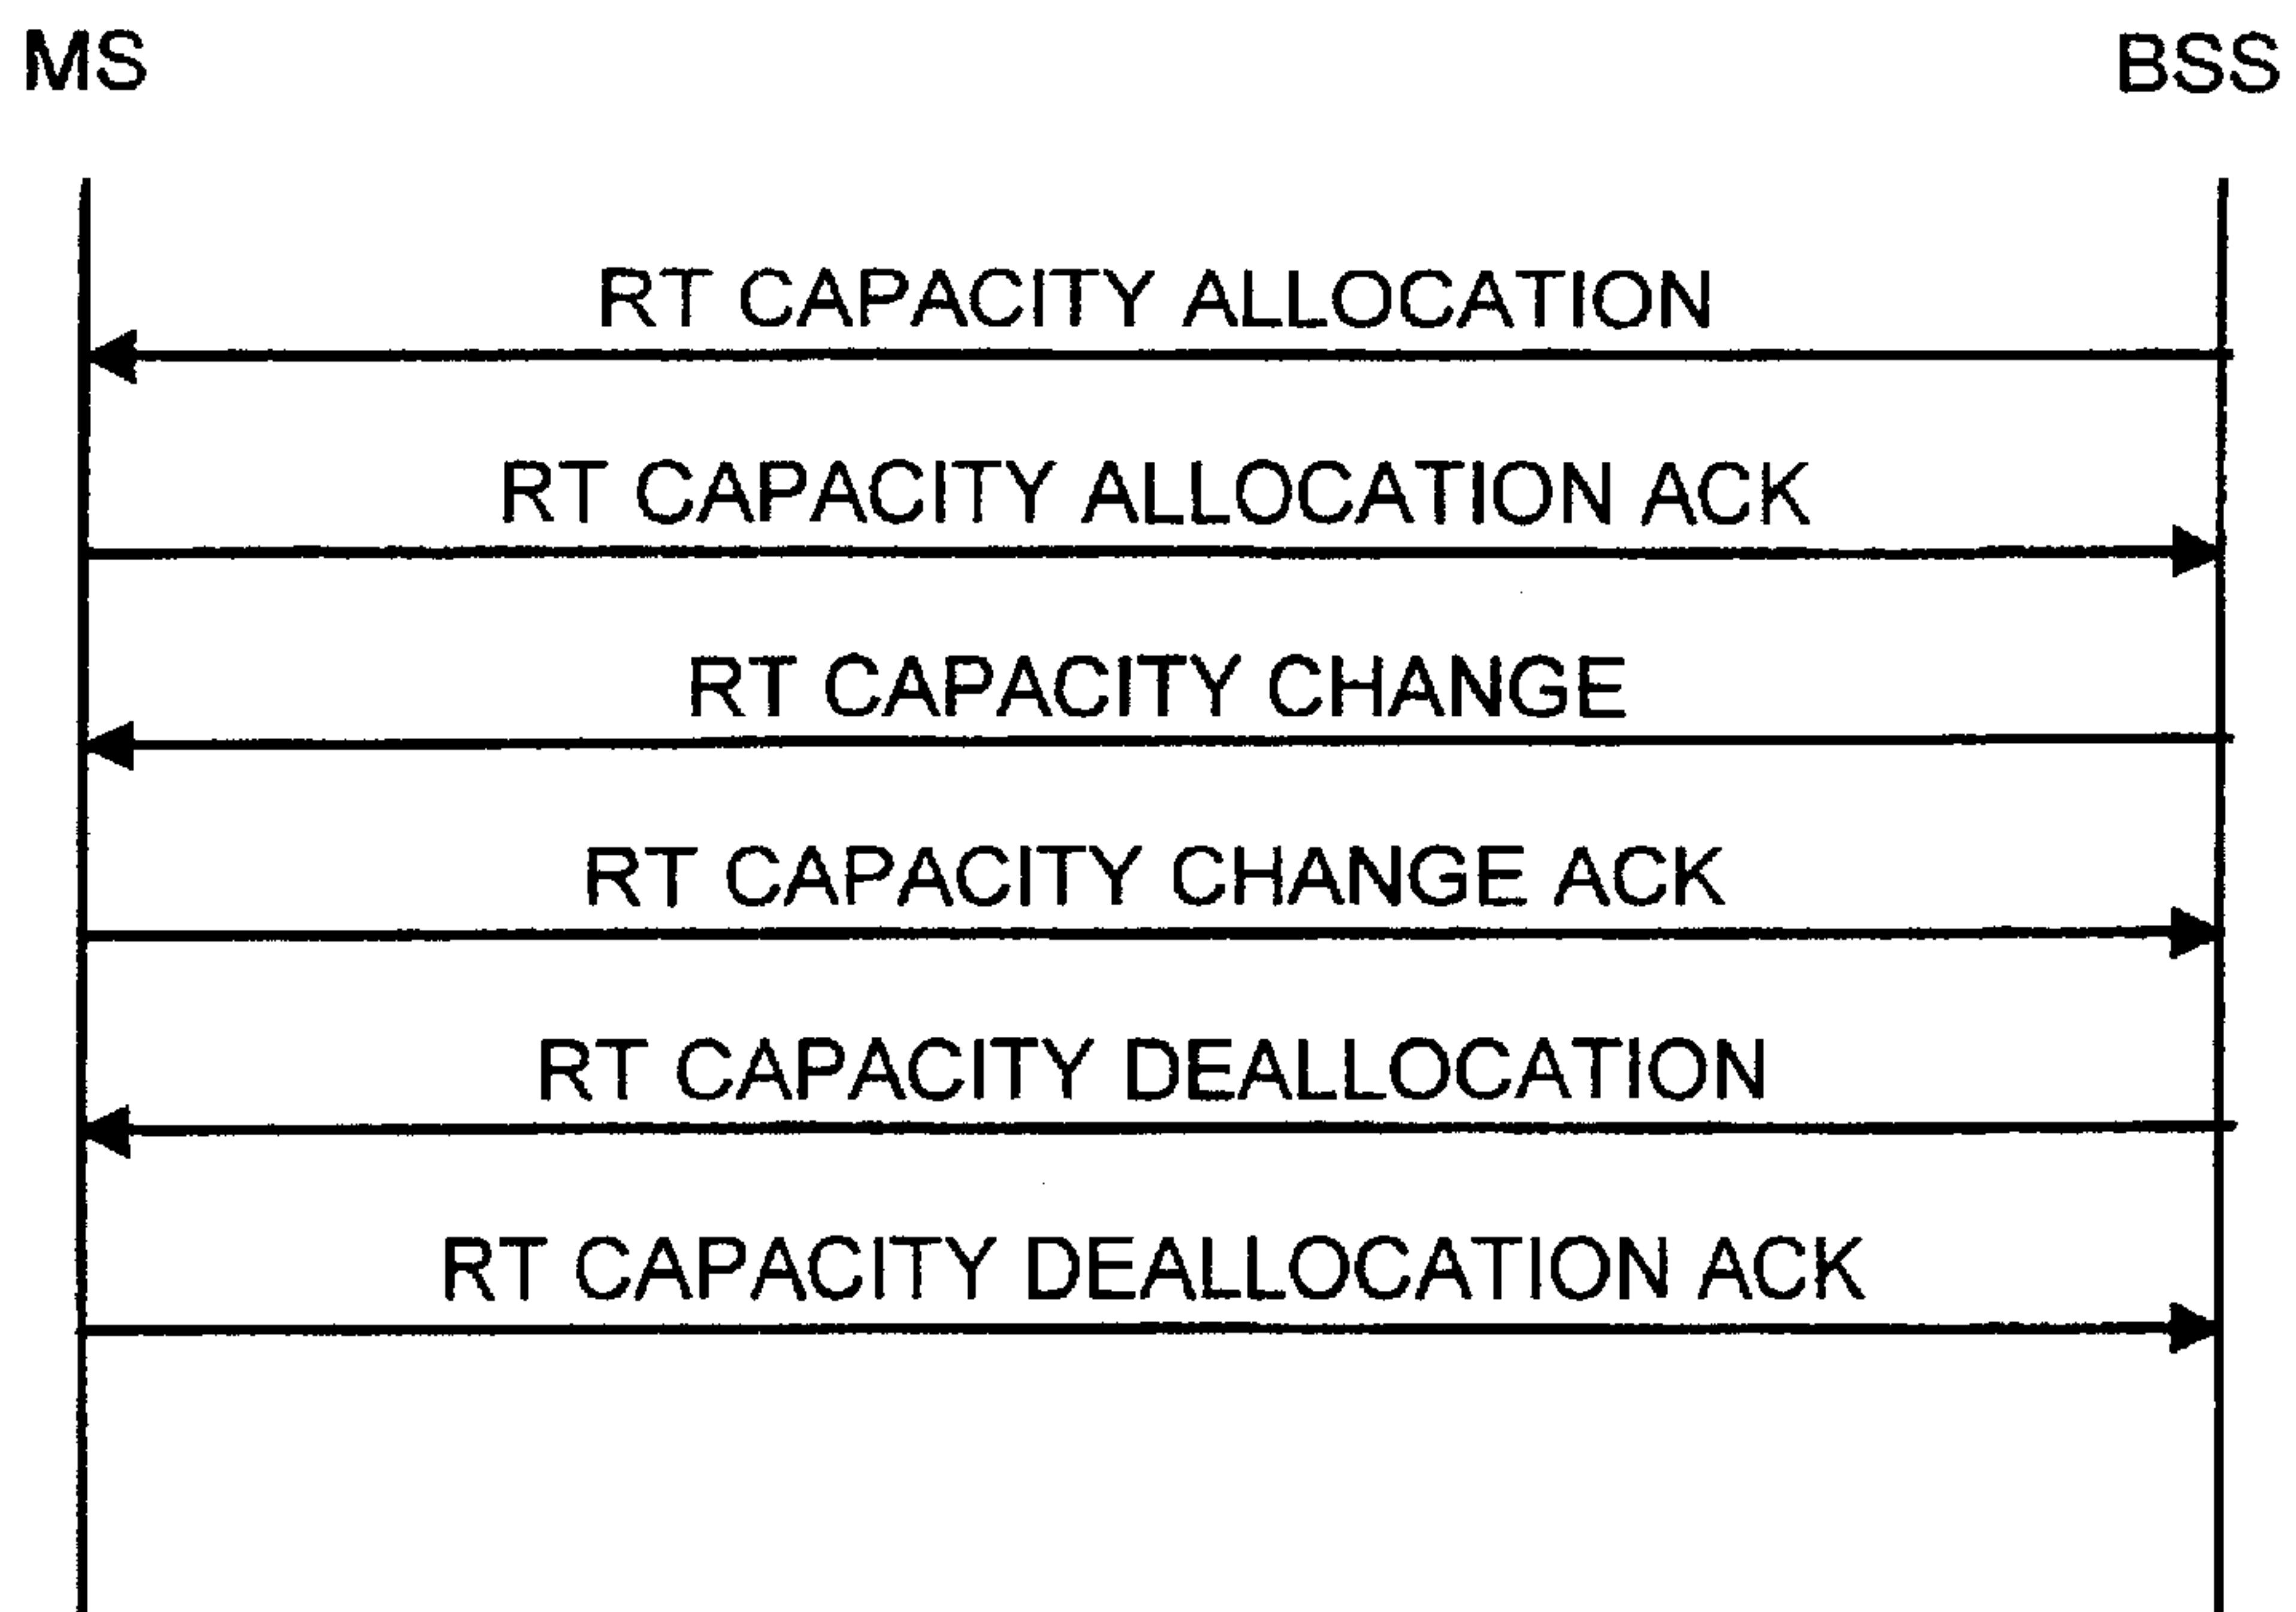 MS BSS
RT CAPACITY ALLOCATION
RT CAPACITY ALLOCATION ACK
RT CAPACITY CHANGE
RT CAPACITY CHANGE ACK
RT CAPACITY DEALLOCATION
RT CAPACITY DEALLOCATION ACK